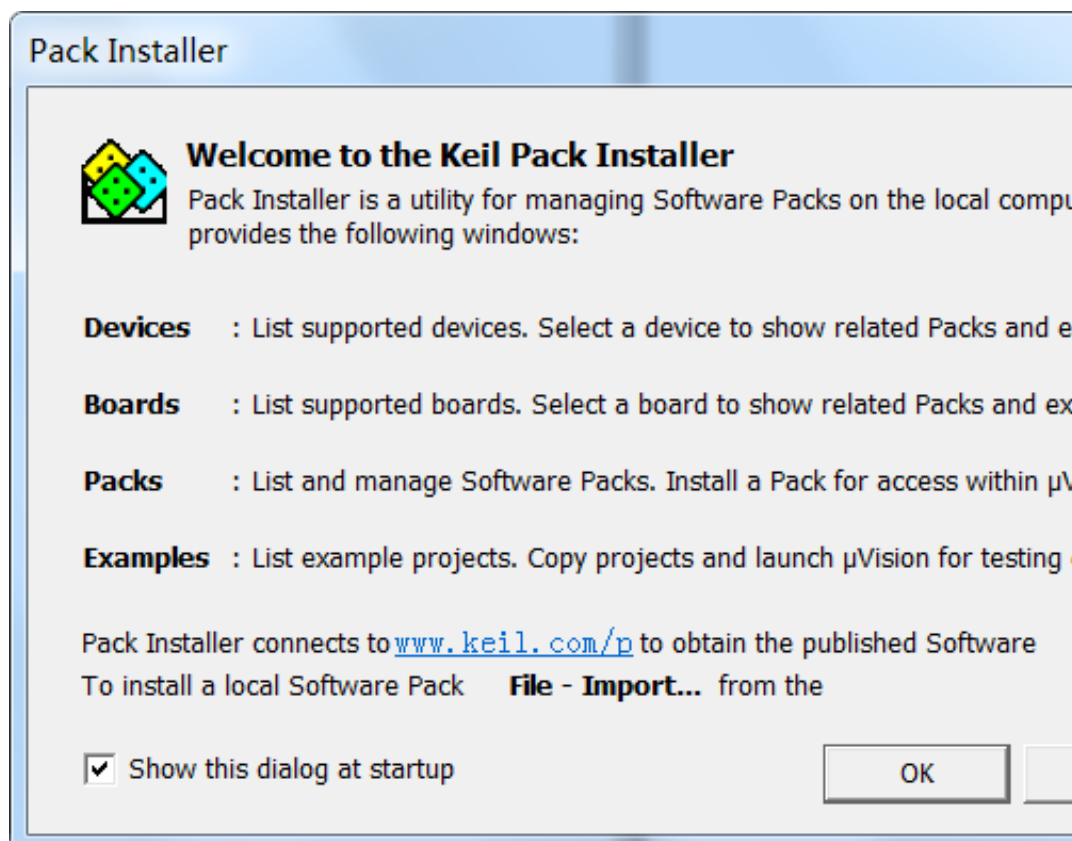 Pack Installer
Welcome to the Keil Pack Installer
Pack Installer is a utility for managing Software Packs on the local
provides the following windows:
Devices : List supported devices. Select a device to show related Packs and
Boards : List supported boards. Select a board to show related Packs and
Packs : List and manage Software Packs. Install a Pack for access within
Examples : List example projects. Copy projects and launch µVision for testing
Pack Installer connects to www.keil.com/p to obtain the published Software
To install a local Software Pack File - Import... from the
Show this dialog at startup
OK